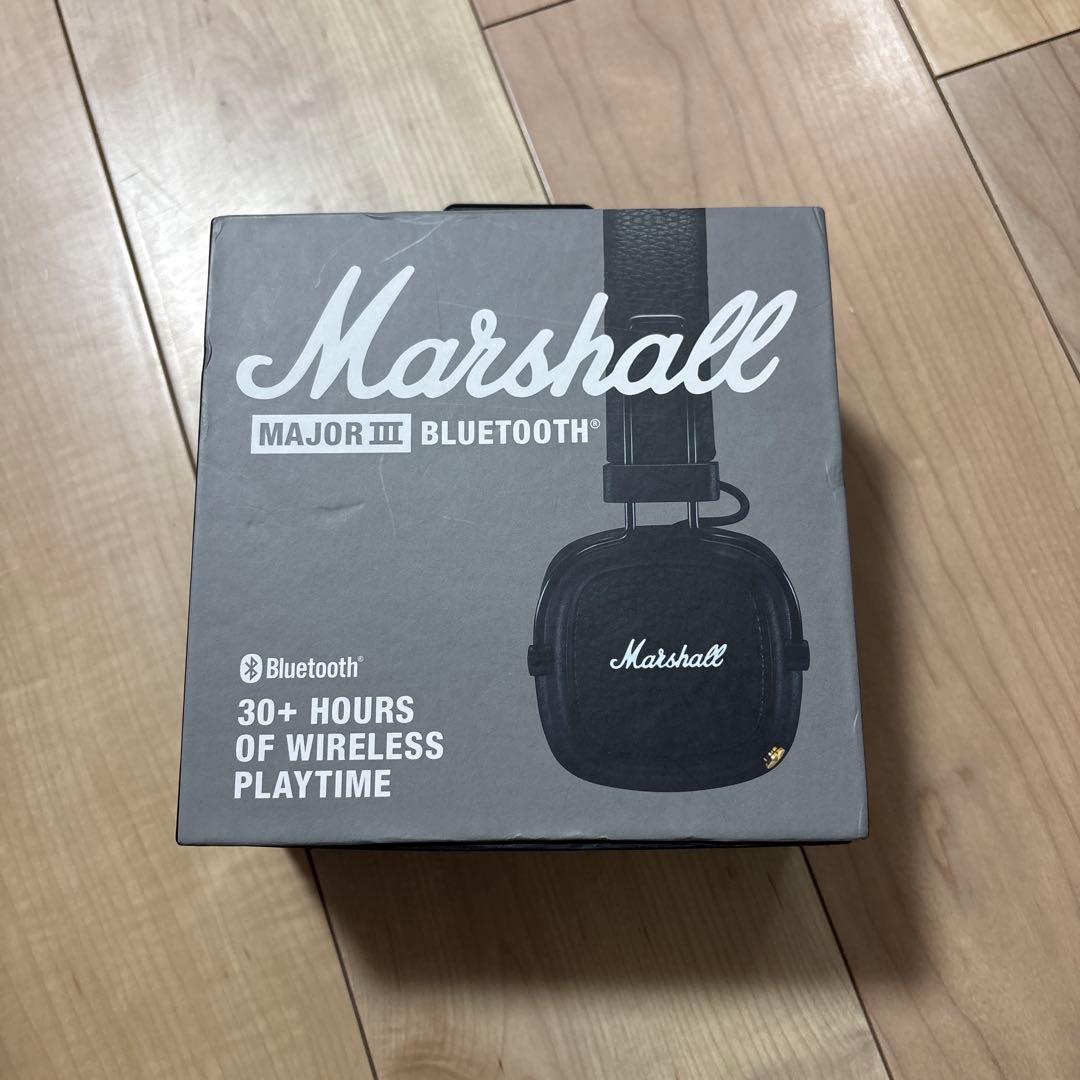 Marshall
MAJOR III BLUETOOTH®
Marshall
Bluetooth®
30+ HOURS
OF WIRELESS
PLAYTIME